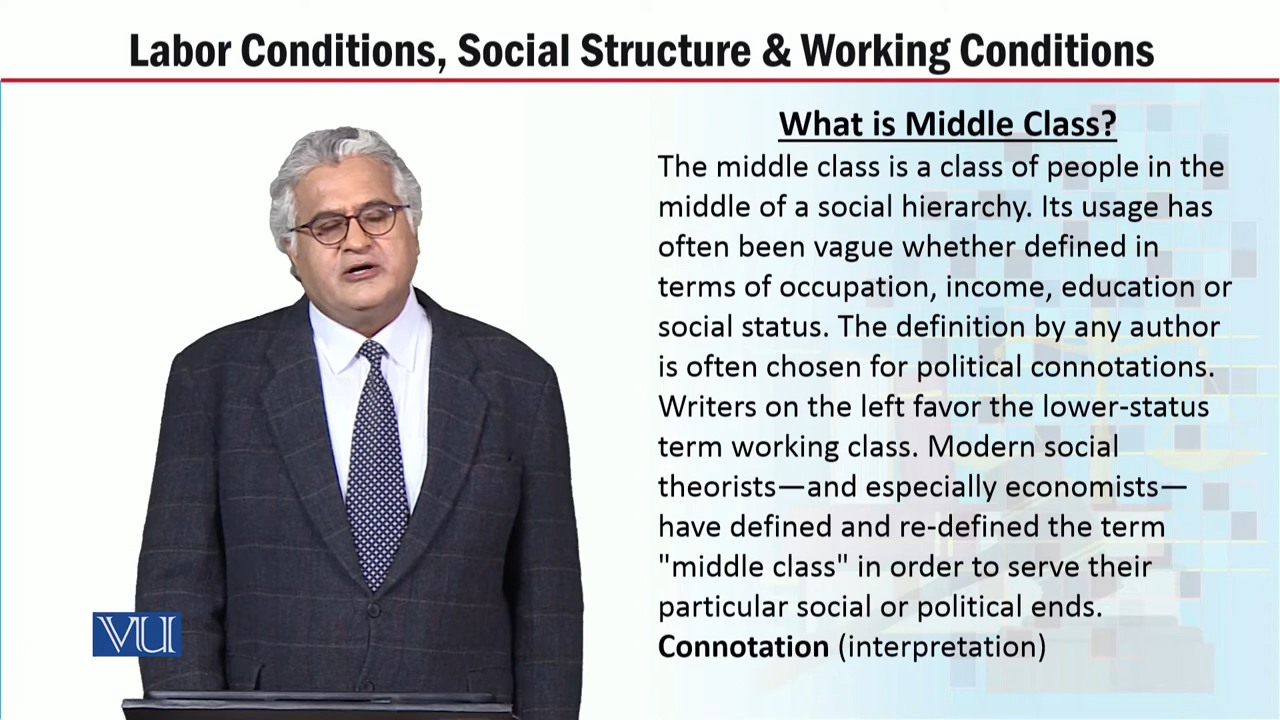 Labor Conditions, Social Structure & Working Conditions
What is Middle Class?
The middle class is a class of people in the
middle of a social hierarchy. Its usage has
often been vague whether defined in
terms of occupation, income, education or
social status. The definition by any author
is often chosen for political connotations.
Writers on the left favor the lower-status
term working class. Modern social
theorists—and especially economists—
have defined and re-defined the term
"middle class" in order to serve their
particular social or political ends.
Connotation (interpretation)
VU